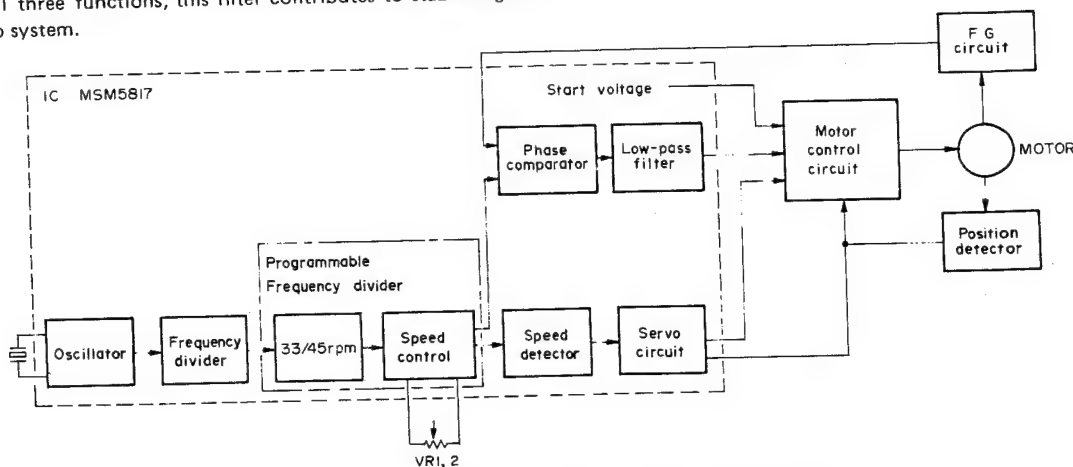 three functions, this filter contributes to
system.
F G
circuit
IC MSM5817
Start voltage
Phase
comparator
Low-pass
filter
Motor
control
circuit
MOTOR
Position
detector
Programmable
Frequency divider
Oscillator
Frequency
divider
33/45rpm
Speed
control
Speed
detector
Servo
circuit
VR1, 2